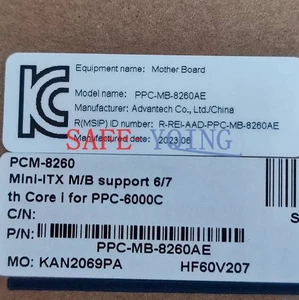 Equipment name: Mother Board
Model name: PPC-MB-8260AE
Manufacturer: Advantech Co., Ltd./China
R(MSIP) ID number: R-REI-AAD-PPC-MB-8260AE
Manufactured date: 2023.06
SAFE-YQING
PCM-8260
Mini-ITX M/B support 6/7
th Core i for PPC-6000C
C/N:
S
P/N:
PPC-MB-8260AE
MO: KAN2069PA HF60V207